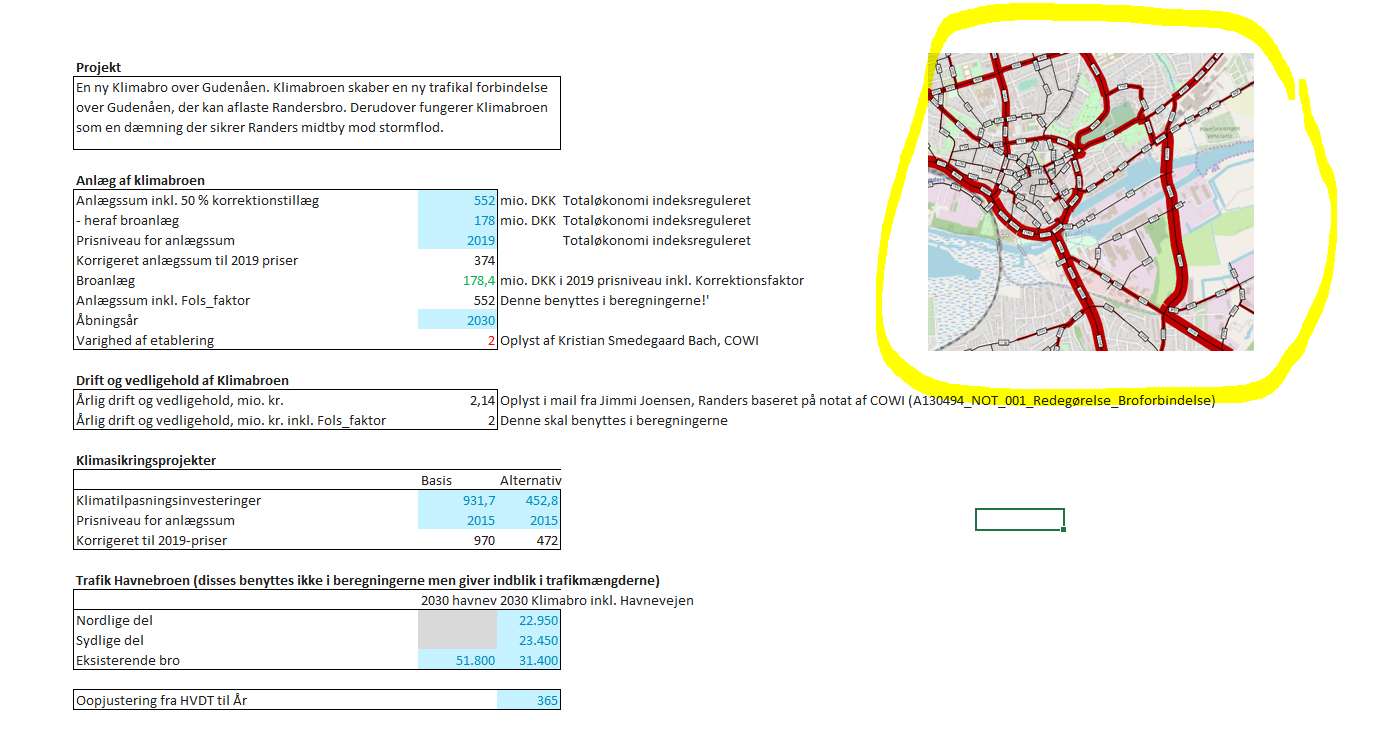 Projekt
En ny Klimabro over Gudenåen. Klimabroen skaber en ny trafikal forbindelse
over Gudenåen, der kan aflaste Randersbro. Derudover fungerer Klimabroen
som en dæmning der sikrer Randers midtby mod stormflod.
Anlæg af klimabroen
Anlægssum inkl. 50 % korrektionstillæg 552 mio. DKK Totaløkonomi indeksreguleret
- heraf broanlæg 178 mio. DKK Totaløkonomi indeksreguleret
Prisniveau for anlægssum 2019 Totaløkonomi indeksreguleret
Korrigeret anlægssum til 2019 priser 374
Broanlæg 178,4 mio. DKK i 2019 prisniveau inkl. Korrektionsfaktor
Anlægssum inkl. Fols_faktor 552 Denne benyttes i beregningerne!'
Åbningsår 2030
Varighed af etablering 2 Oplyst af Kristian Smedegaard Bach, COWI
Drift og vedligehold af Klimabroen
Årlig drift og vedligehold, mio. kr. 2,14 Oplyst i mail fra Jimmi Joensen, Randers baseret på notat af COWI (A130494_NOT_001_Redegørelse_Broforbindelse)
Årlig drift og vedligehold, mio. kr. inkl. Fols_faktor 2 Denne skal benyttes i beregningerne
Klimasikringsprojekter
Basis Alternativ
Klimatilpasningsinvesteringer 931,7 452,8
Prisniveau for anlægssum 2015 2015
Korrigeret til 2019-priser 970 472
Trafik Havnebroen (disses benyttes ikke i beregningerne men giver indblik i trafikmængderne)
2030 havnev 2030 Klimabro inkl. Havnevejen
Nordlige del 22.950
Sydlige del 23.450
Eksisterende bro 51.800 31.400
Oopjustering fra HVDT til År 365